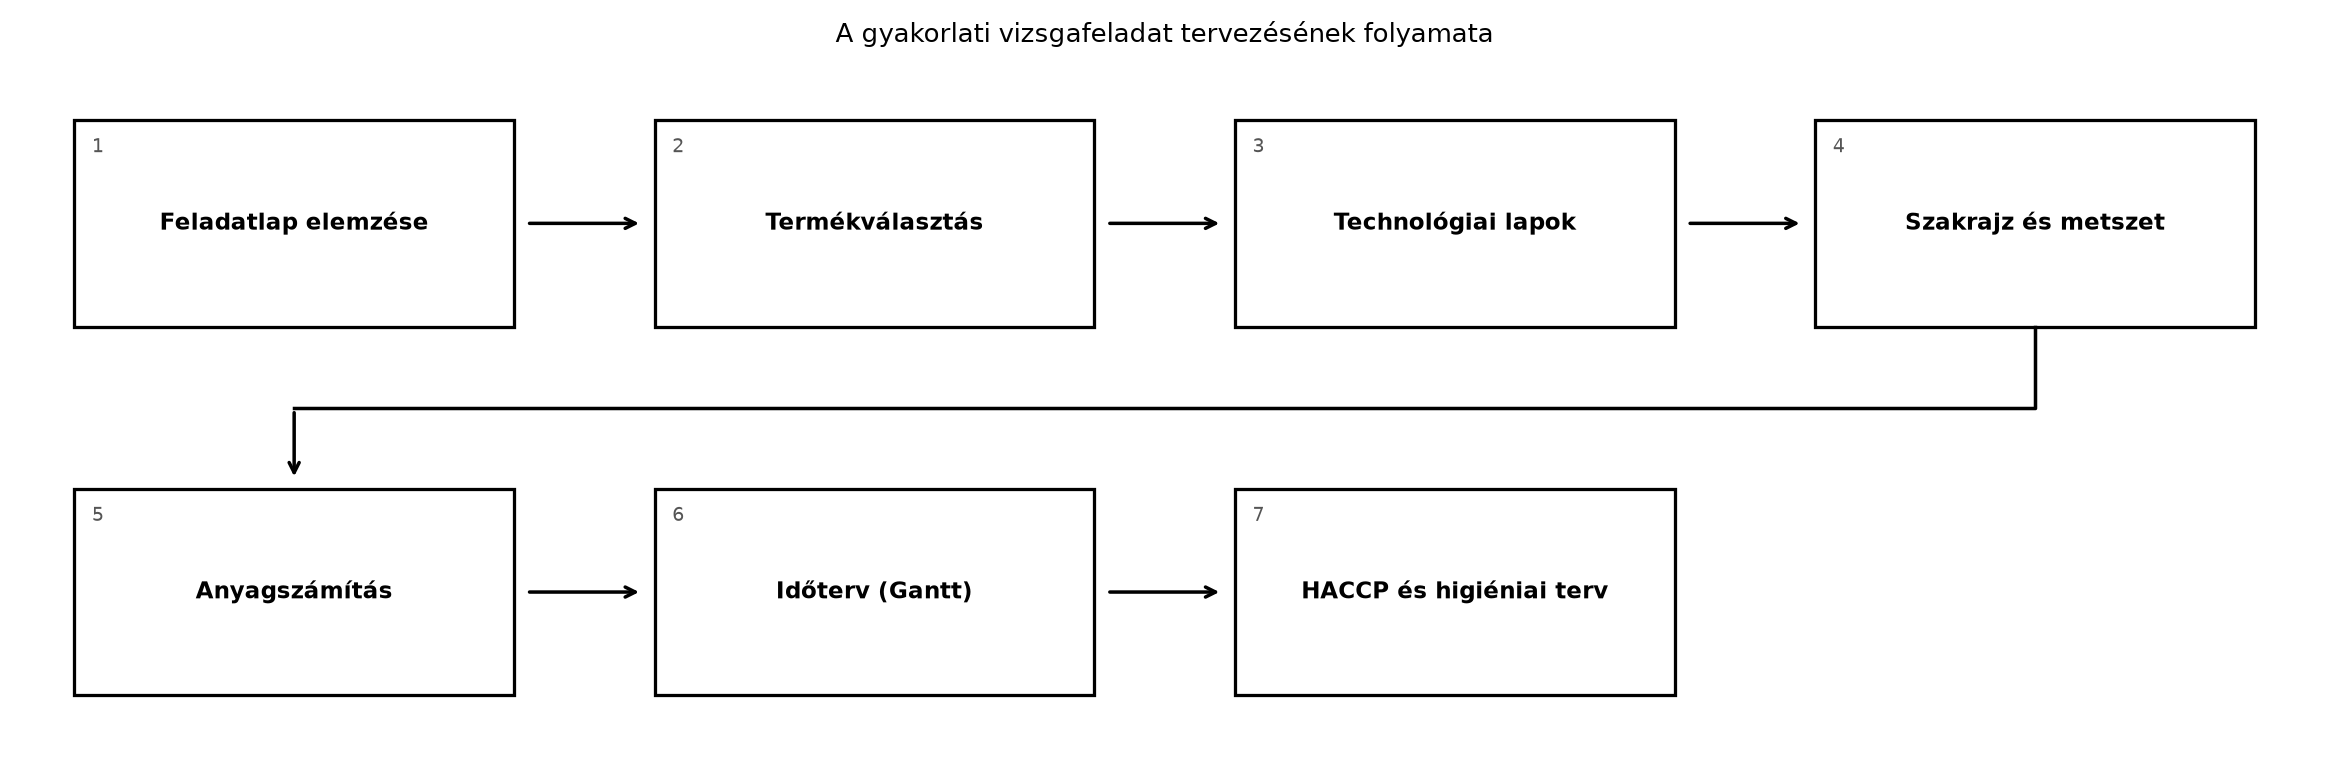 A gyakorlati vizsgafeladat tervezésének folyamata
1
Feladatlap elemzése
2
Termékválasztás
3
Technológiai lapok
4
Szakrajz és metszet
5
Anyagszámítás
6
Időterv (Gantt)
7
HACCP és higiéniai terv